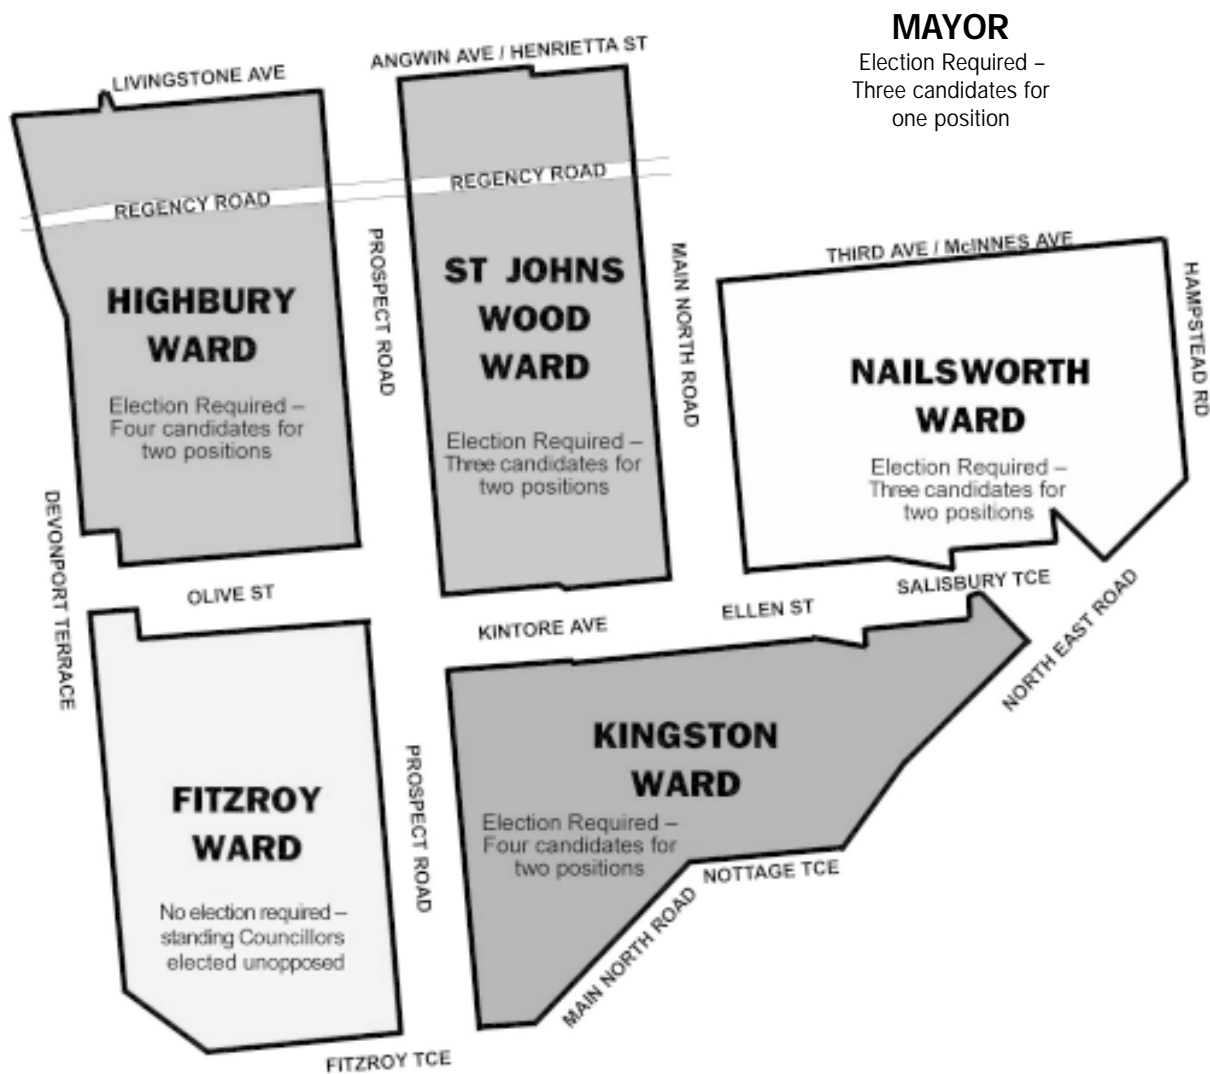 MAYOR
Election Required –
Three candidates for
one position
LIVINGSTONE AVE
ANGWIN AVE / HENRIETTA ST
REGENCY ROAD
REGENCY ROAD
HIGHBURY
WARD
Election Required –
Four candidates for
two positions
PROSPECT ROAD
ST JOHNS
WOOD
WARD
Election Required –
Three candidates for
two positions
MAIN NORTH ROAD
THIRD AVE / McINNES AVE
HAMPSTEAD RD
NAILSWORTH
WARD
Election Required –
Three candidates for
two positions
DEVONPORT TERRACE
OLIVE ST
KINTORE AVE
ELLEN ST
SALISBURY TCE
NORTH EAST ROAD
FITZROY
WARD
No election required –
standing Councillors
elected unopposed
PROSPECT ROAD
KINGSTON
WARD
Election Required –
Four candidates for
two positions
NOTTAGE TCE
MAIN NORTH ROAD
FITZROY TCE